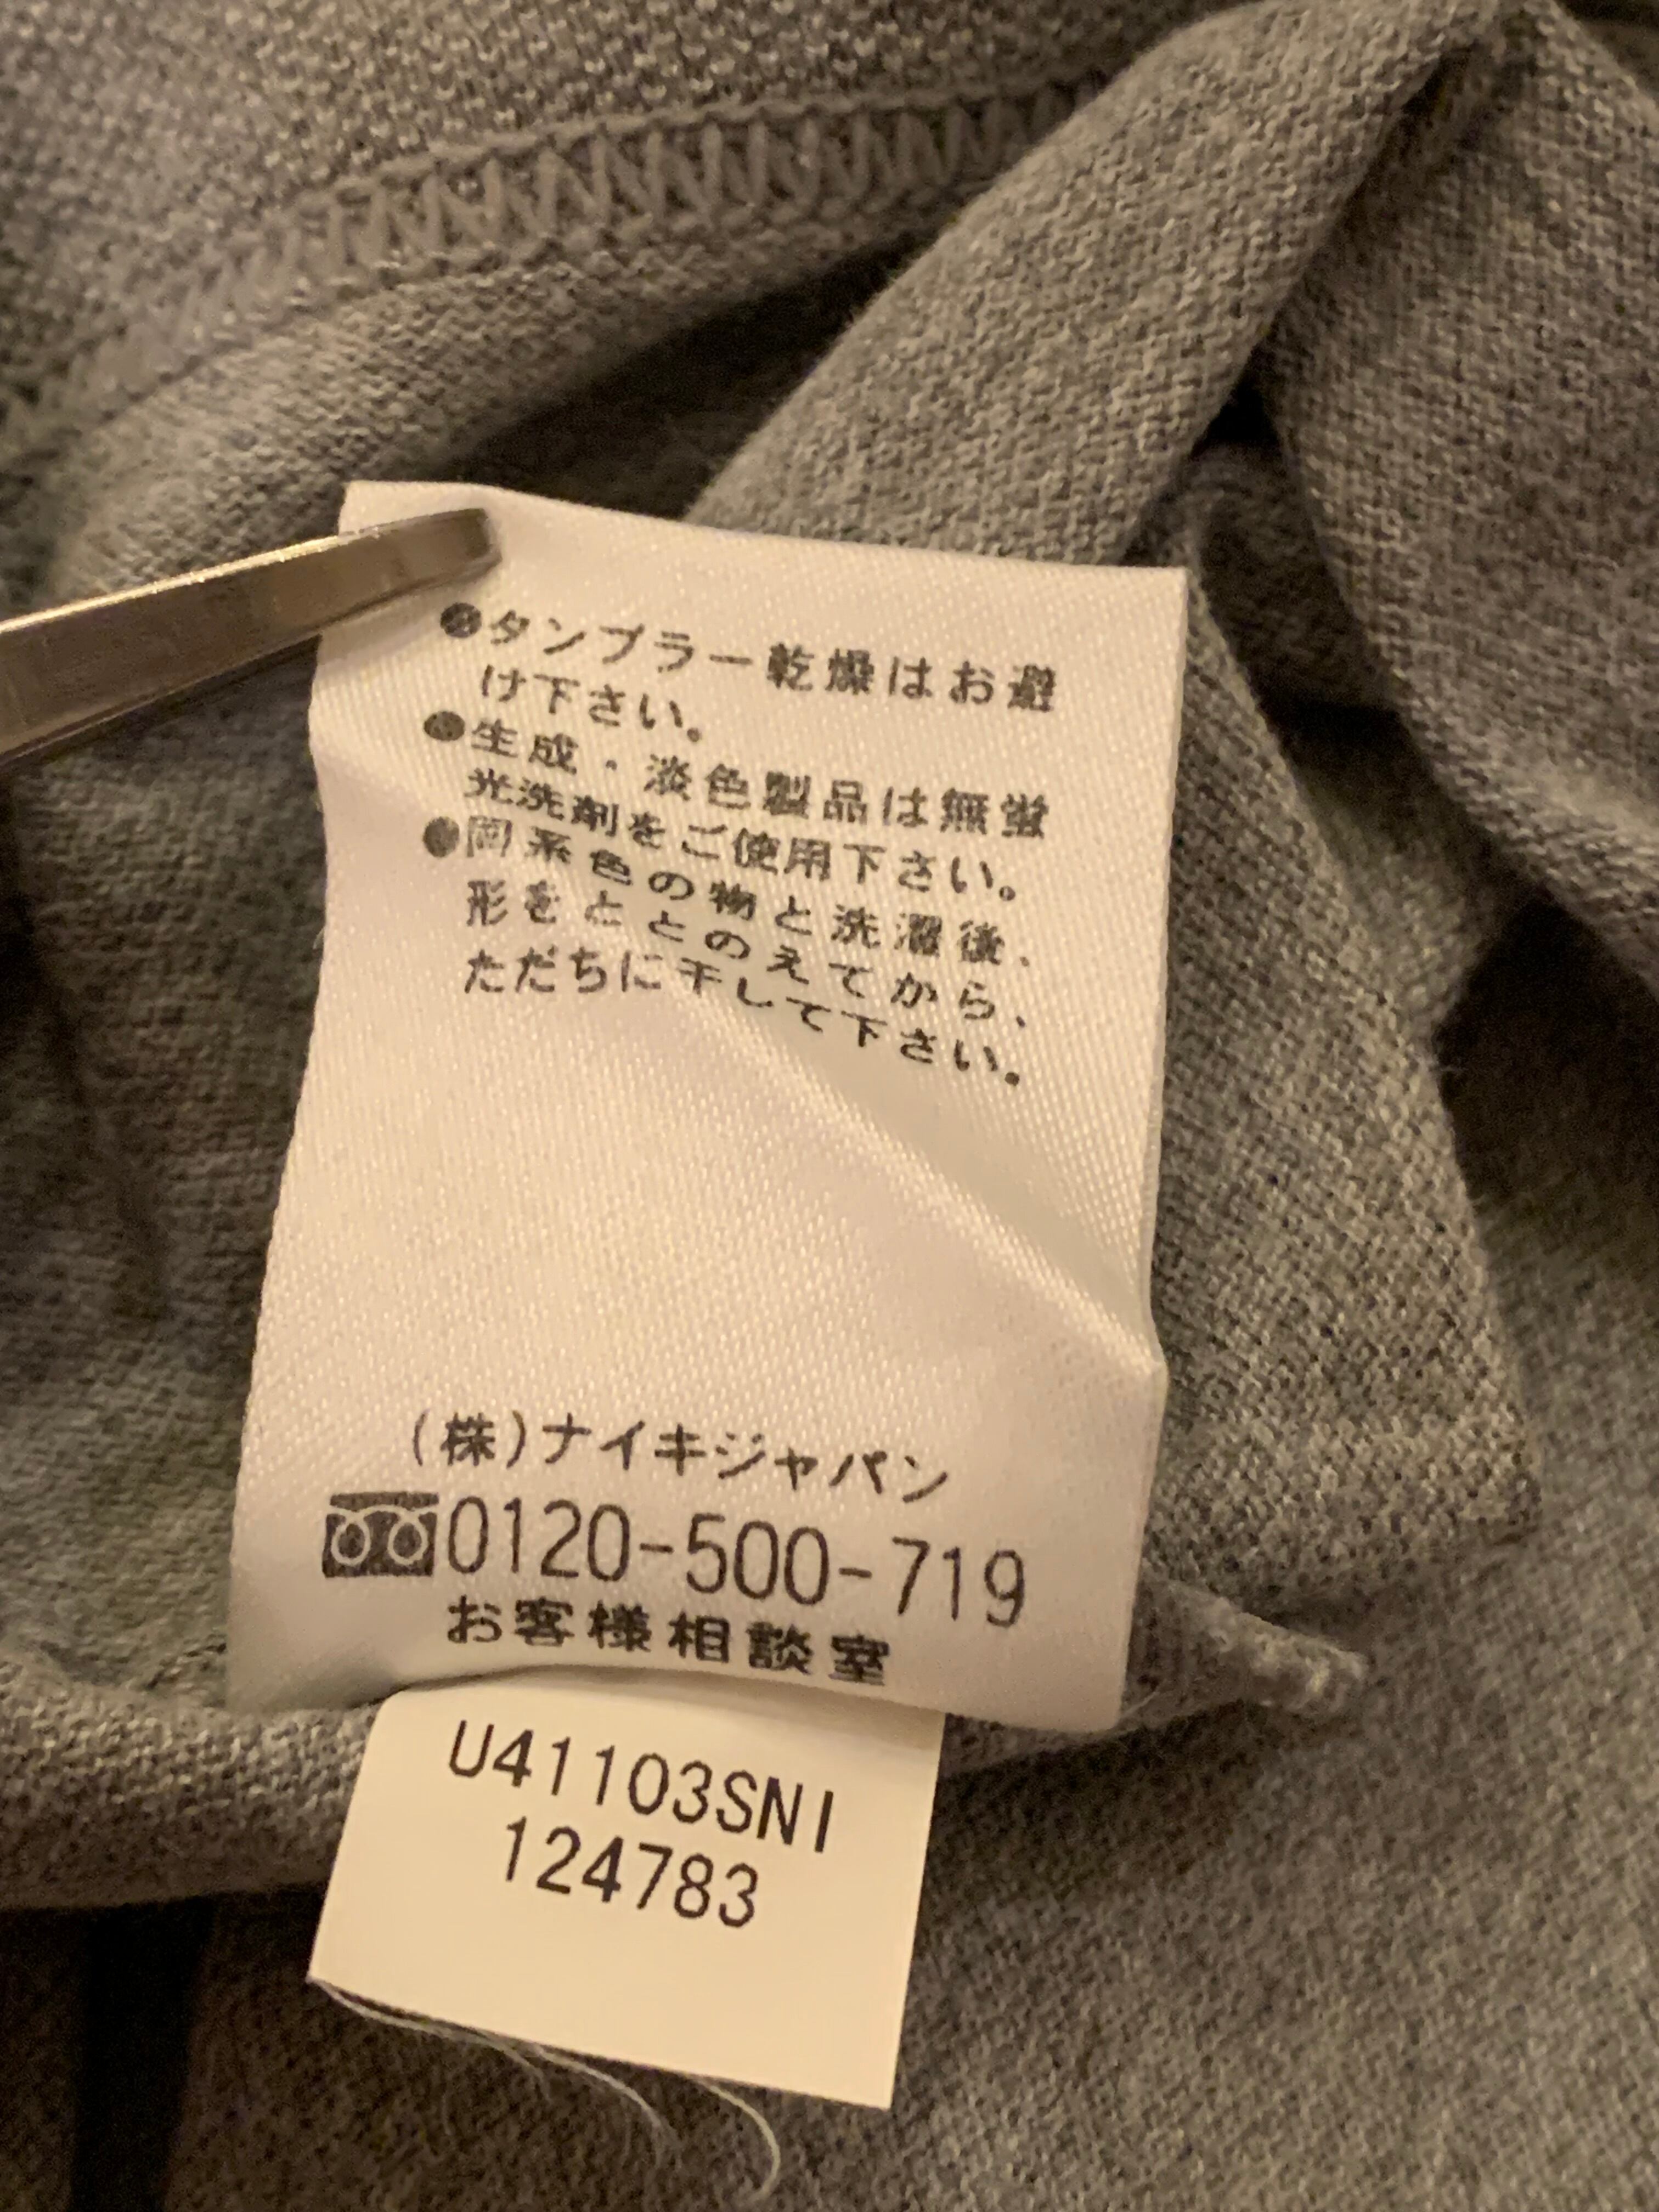 ●タンブラー乾燥はお避
け下さい。
●生成・淡色製品は無蛍
光洗剤をご使用下さい。
●同系色の物と洗濯後、
形をととのえてから、
ただちに干して下さい。
(株)ナイキジャパン
0120-500-719
お客様相談室
U41103SNI
124783